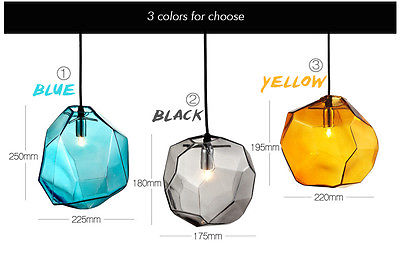 3 colors for choose
①
BLUE
②
BLACK
③
YELLOW
250mm
225mm
180mm
175mm
195mm
220mm